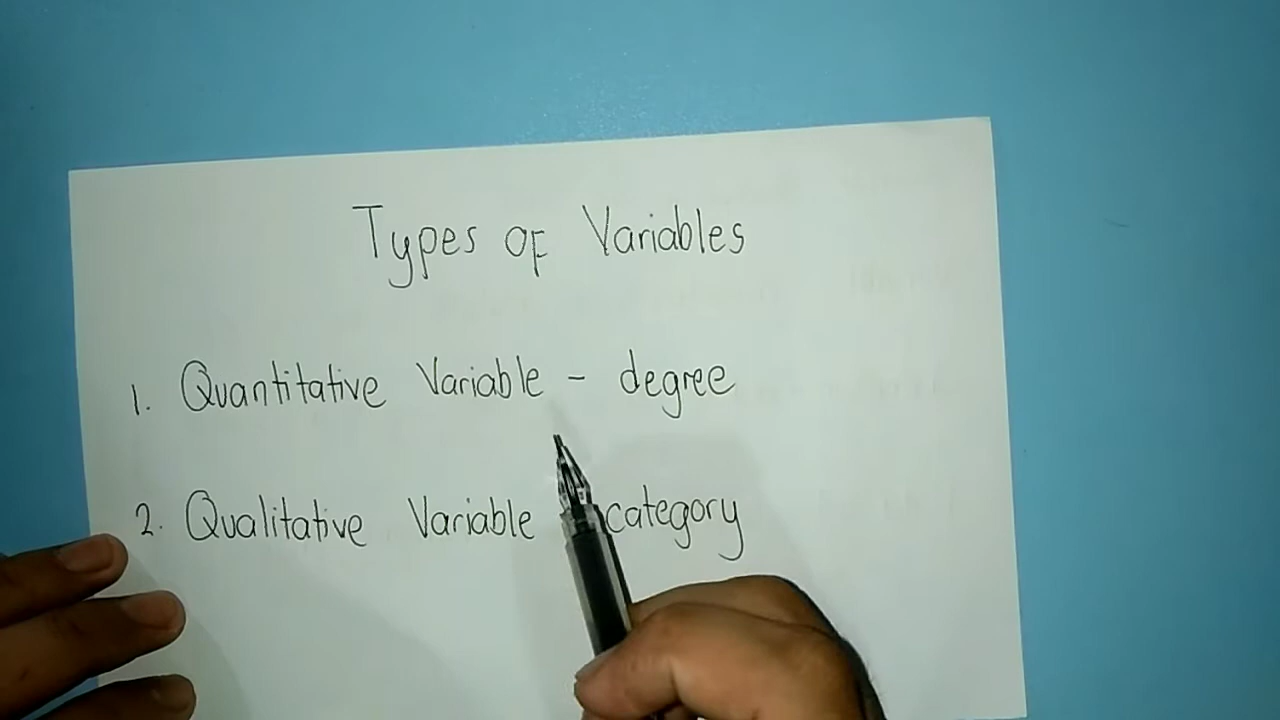 Types of Variables
1. Quantitative Variable - degree
2. Qualitative Variable category